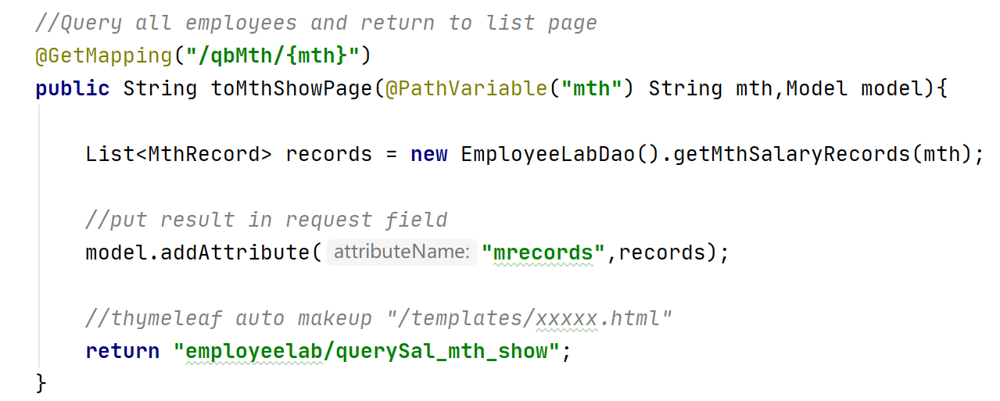 //Query all employees and return to list page
@GetMapping("/qbMth/{mth}")
public String toMthShowPage(@PathVariable("mth") String mth,Model model){
List<MthRecord> records = new EmployeeLabDao().getMthSalaryRecords(mth);
//put result in request field
model.addAttribute( attributeName: "mrecords",records);
//thymeleaf auto makeup "/templates/xxxxx.html"
return "employeelab/querySal_mth_show";
}